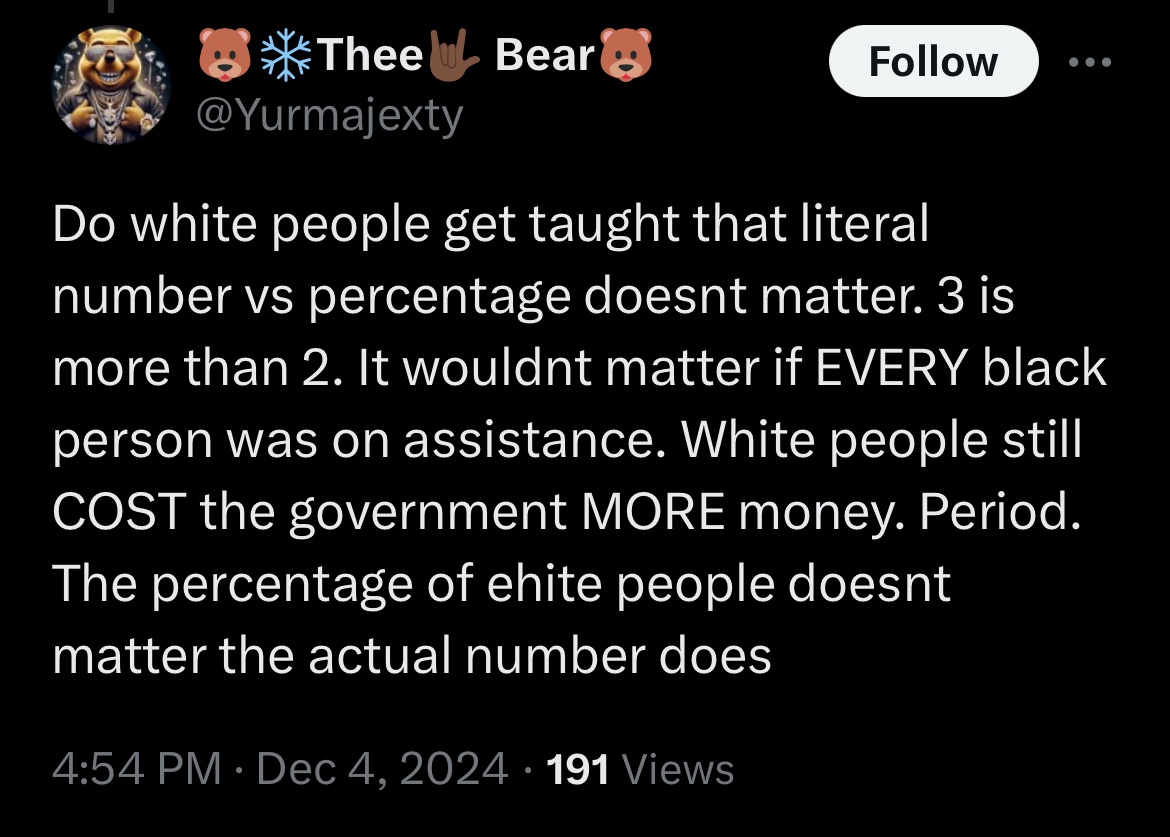 🐻❄️Thee🤟🏾 Bear🐻
Follow
@Yurmajexty
Do white people get taught that literal
number vs percentage doesnt matter. 3 is
more than 2. It wouldnt matter if EVERY black
person was on assistance. White people still
COST the government MORE money. Period.
The percentage of ehite people doesnt
matter the actual number does
4:54 PM · Dec 4, 2024 · 191 Views